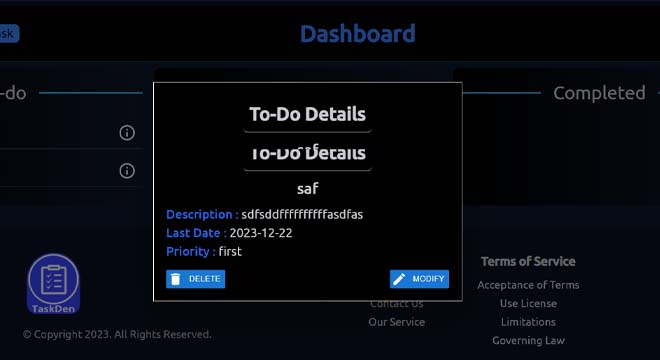 ask
Dashboard
-do
Completed
To-Do Details
To-Do Details
saf
Description : sdfsddfffffffffffasdfas
Last Date : 2023-12-22
Priority : first
DELETE
MODIFY
TaskDen
© Copyright 2023. All Rights Reserved.
Contact Us
Our Service
Terms of Service
Acceptance of Terms
Use License
Limitations
Governing Law